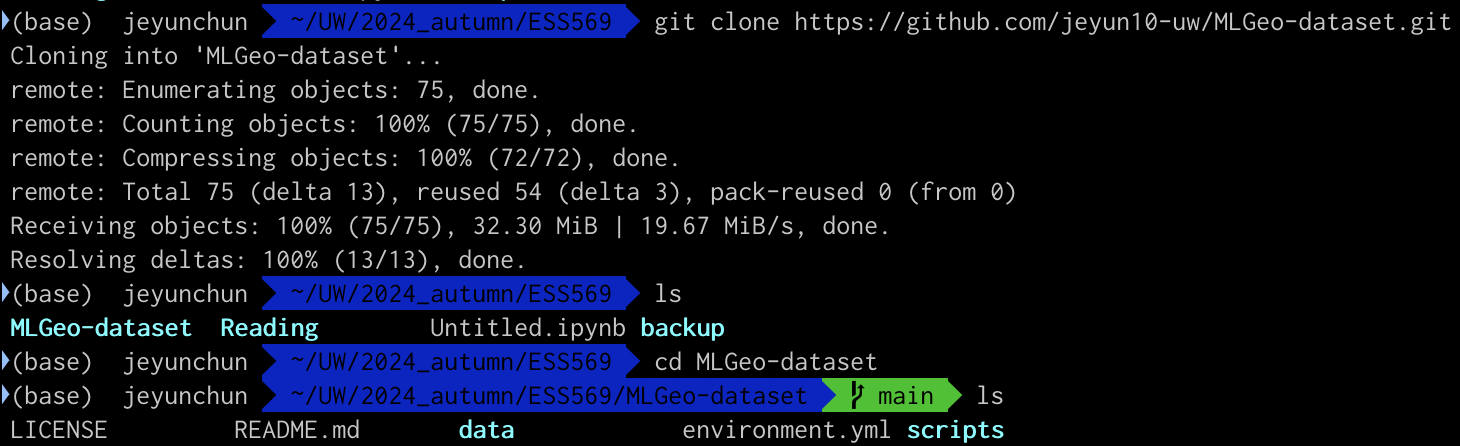 (base) jeyunchun ~/UW/2024_autumn/ESS569 git clone https://github.com/jeyun10-uw/MLGeo-dataset.git
Cloning into 'MLGeo-dataset'...
remote: Enumerating objects: 75, done.
remote: Counting objects: 100% (75/75), done.
remote: Compressing objects: 100% (72/72), done.
remote: Total 75 (delta 13), reused 54 (delta 3), pack-reused 0 (from 0)
Receiving objects: 100% (75/75), 32.30 MiB | 19.67 MiB/s, done.
Resolving deltas: 100% (13/13), done.
(base) jeyunchun ~/UW/2024_autumn/ESS569 ls
MLGeo-dataset Reading Untitled.ipynb backup
(base) jeyunchun ~/UW/2024_autumn/ESS569 cd MLGeo-dataset
(base) jeyunchun ~/UW/2024_autumn/ESS569/MLGeo-dataset main ls
LICENSE README.md data environment.yml scripts